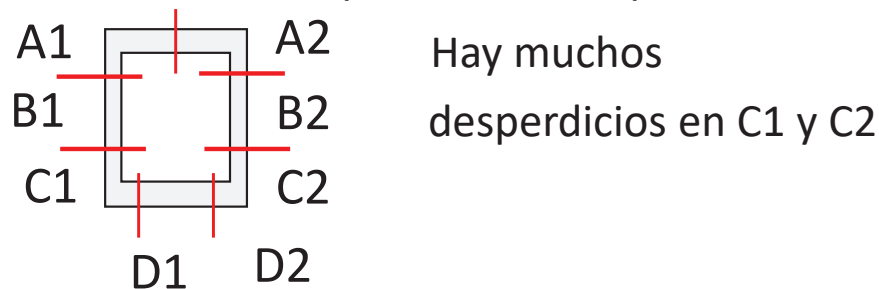 A1
A2
B1
B2
C1
C2
D1
D2
Hay muchos
desperdicios en C1 y C2